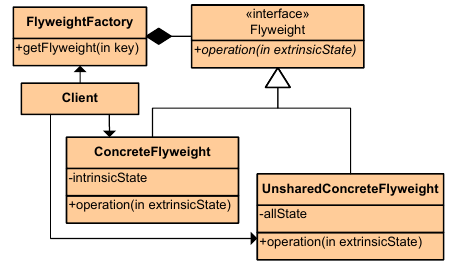 FlyweightFactory
+getFlyweight(in key)
«interface»
Flyweight
+operation(in extrinsicState)
Client
ConcreteFlyweight
-intrinsicState
+operation(in extrinsicState)
UnsharedConcreteFlyweight
-allState
+operation(in extrinsicState)